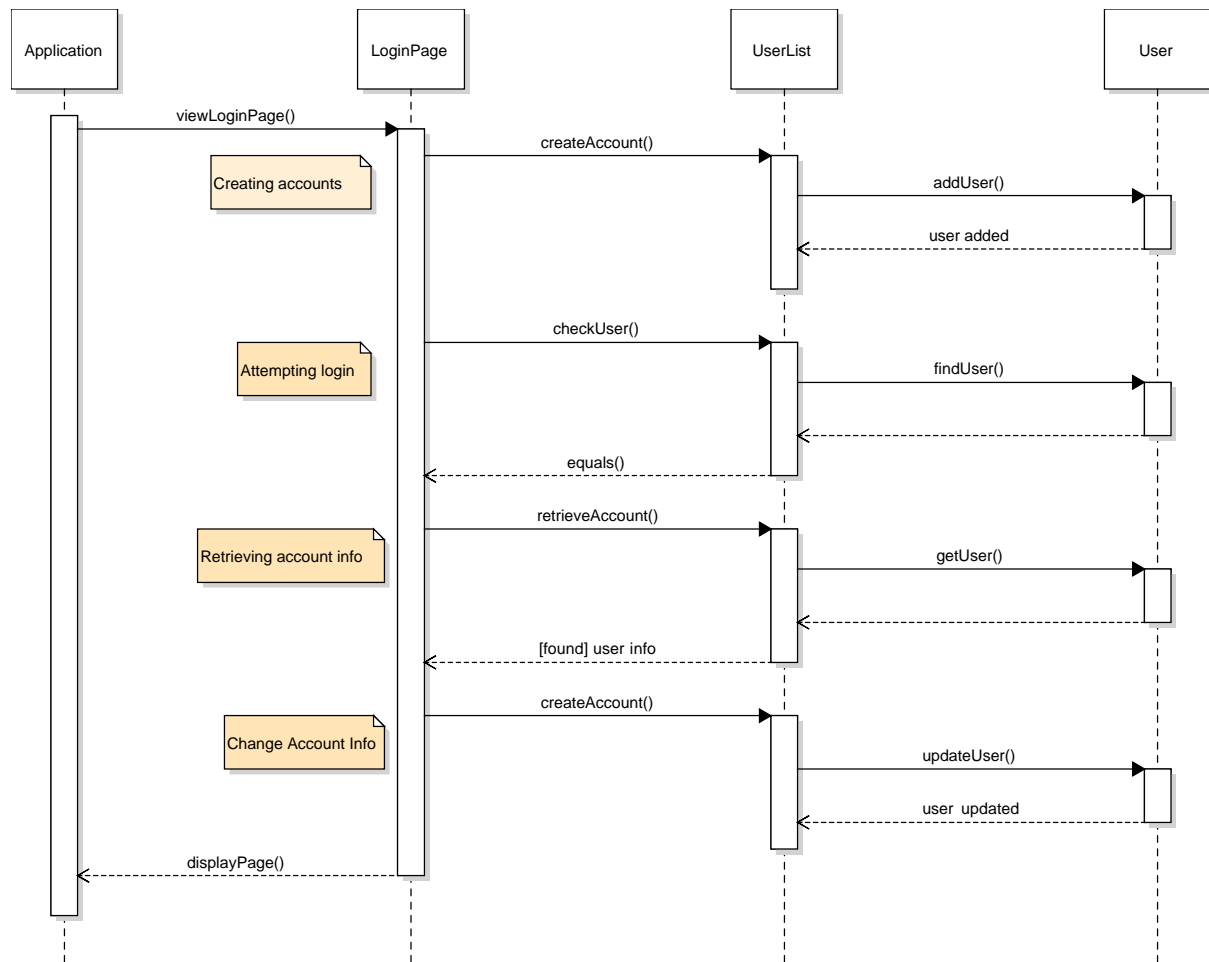 Application
LoginPage
UserList
User
viewLoginPage()
createAccount()
Creating accounts
addUser()
user added
checkUser()
Attempting login
findUser()
equals()
retrieveAccount()
Retrieving account info
getUser()
[found] user info
createAccount()
Change Account Info
updateUser()
user updated
displayPage()